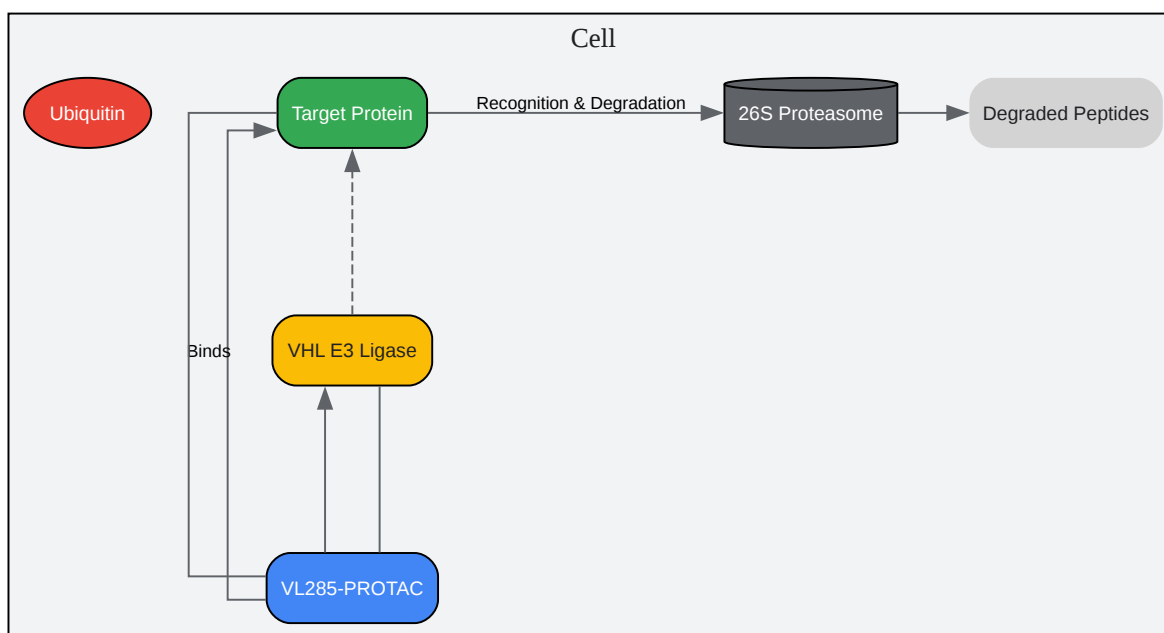 Cell
Ubiquitin
Target Protein
Recognition & Degradation
26S Proteasome
Degraded Peptides
Binds
VHL E3 Ligase
VL285-PROTAC